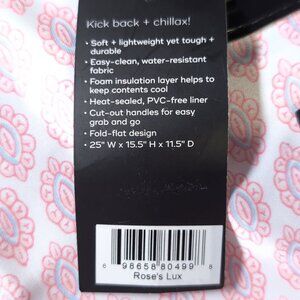 Kick back + chillax!
• Soft + lightweight yet tough +
durable
• Easy-clean, water-resistant
fabric
• Foam insulation layer helps to
keep contents cool
• Heat-sealed, PVC-free liner
• Cut-out handles for easy
grab and go
• Fold-flat design
• 25" W x 15.5" H x 11.5" D
8 98658 80499 8
Rose's Lux